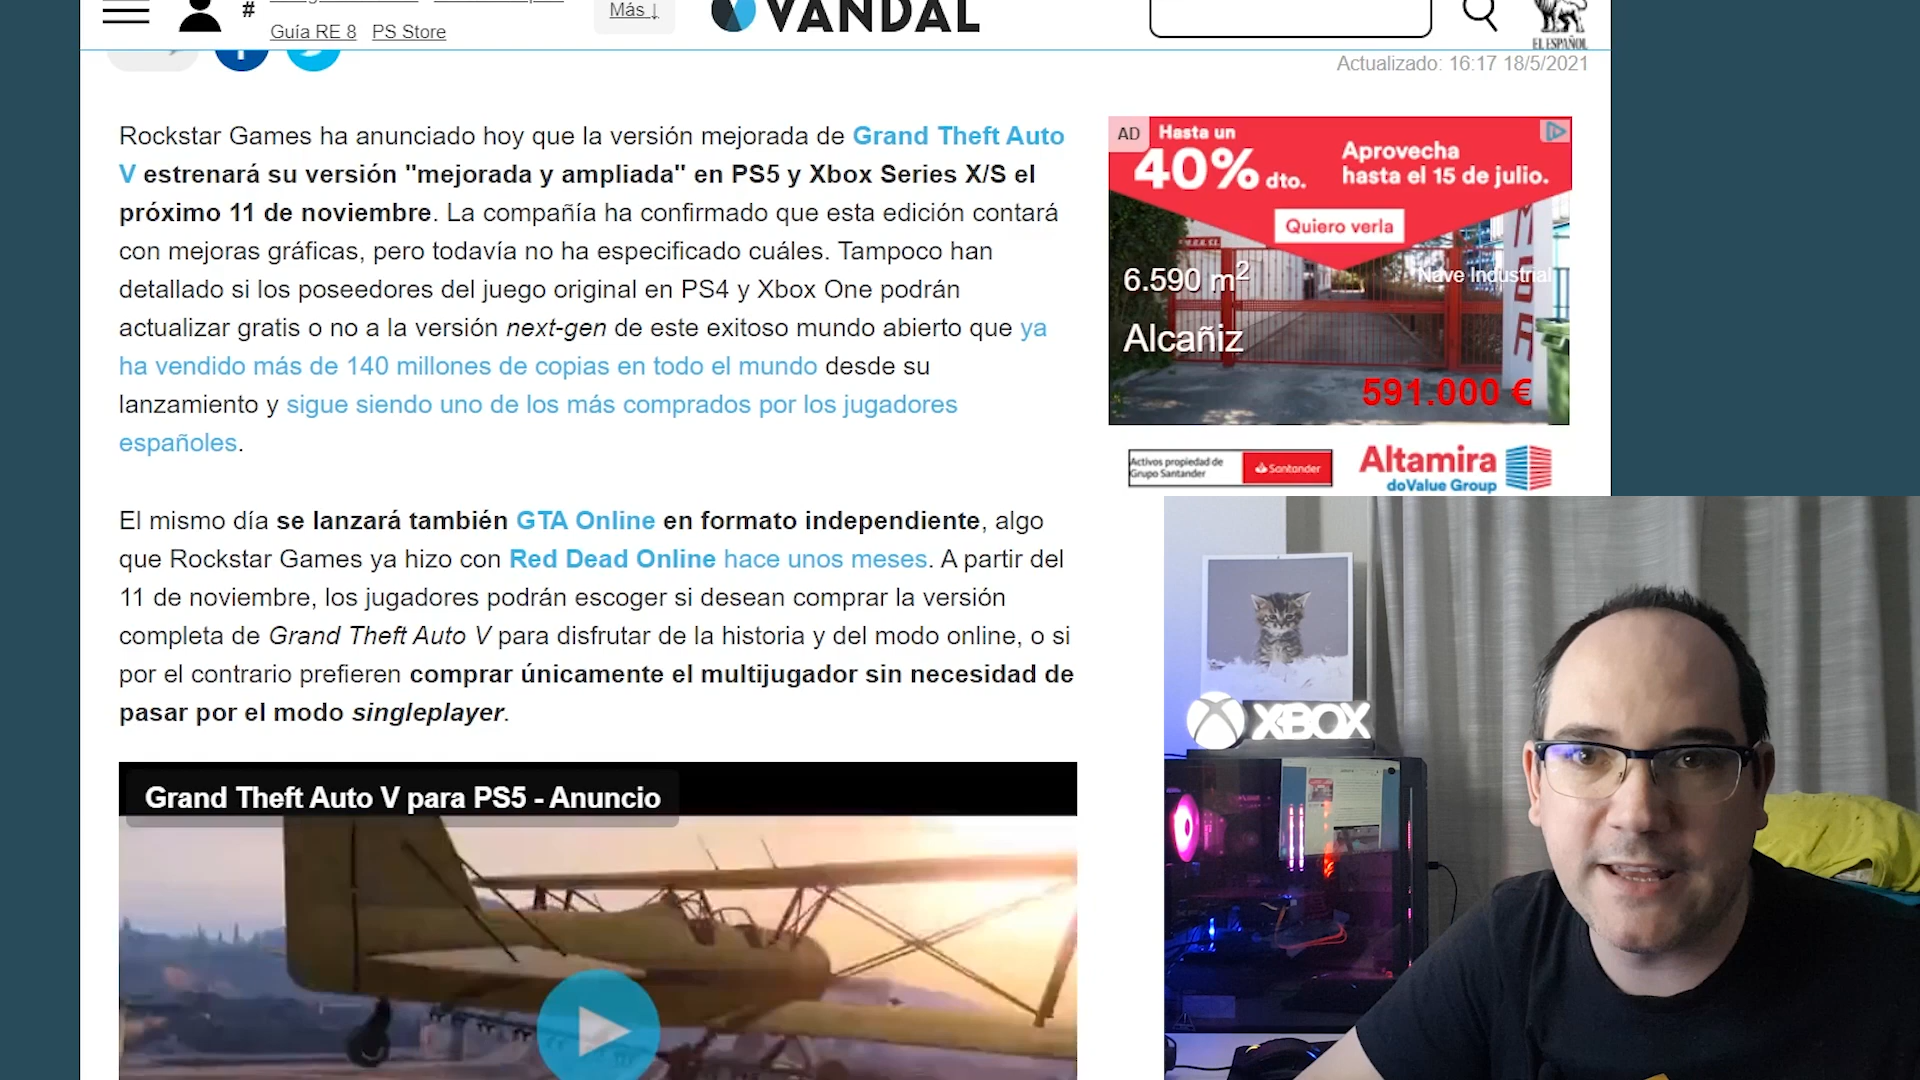 #
Guía RE 8 PS Store
Más ↓
VANDAL
EL ESPAÑOL
Actualizado: 16:17 18/5/2021
Rockstar Games ha anunciado hoy que la versión mejorada de Grand Theft Auto
V estrenará su versión "mejorada y ampliada" en PS5 y Xbox Series X/S el
próximo 11 de noviembre. La compañía ha confirmado que esta edición contará
con mejoras gráficas, pero todavía no ha especificado cuáles. Tampoco han
detallado si los poseedores del juego original en PS4 y Xbox One podrán
actualizar gratis o no a la versión next-gen de este exitoso mundo abierto que ya
ha vendido más de 140 millones de copias en todo el mundo desde su
lanzamiento y sigue siendo uno de los más comprados por los jugadores
españoles.
El mismo día se lanzará también GTA Online en formato independiente, algo
que Rockstar Games ya hizo con Red Dead Online hace unos meses. A partir del
11 de noviembre, los jugadores podrán escoger si desean comprar la versión
completa de Grand Theft Auto V para disfrutar de la historia y del modo online, o si
por el contrario prefieren comprar únicamente el multijugador sin necesidad de
pasar por el modo singleplayer.
Grand Theft Auto V para PS5 - Anuncio
AD
Hasta un
40% dto.
Aprovecha
hasta el 15 de julio.
Quiero verla
6.590 m²
Nave Industrial
Alcañiz
591.000 €
Activos propiedad de
Grupo Santander
Santander
Altamira
doValue Group
XBOX